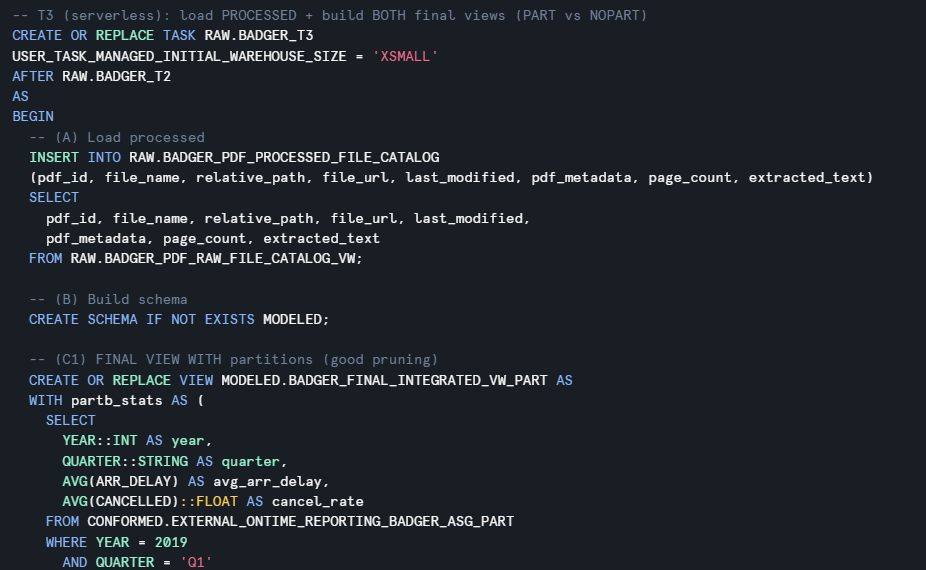 -- T3 (serverless): load PROCESSED + build BOTH final views (PART vs NOPART)
CREATE OR REPLACE TASK RAW.BADGER_T3
USER_TASK_MANAGED_INITIAL_WAREHOUSE_SIZE = 'XSMALL'
AFTER RAW.BADGER_T2
AS
BEGIN
  -- (A) Load processed
  INSERT INTO RAW.BADGER_PDF_PROCESSED_FILE_CATALOG
  (pdf_id, file_name, relative_path, file_url, last_modified, pdf_metadata, page_count, extracted_text)
  SELECT
    pdf_id, file_name, relative_path, file_url, last_modified,
    pdf_metadata, page_count, extracted_text
  FROM RAW.BADGER_PDF_RAW_FILE_CATALOG_VW;

  -- (B) Build schema
  CREATE SCHEMA IF NOT EXISTS MODELED;

  -- (C1) FINAL VIEW WITH partitions (good pruning)
  CREATE OR REPLACE VIEW MODELED.BADGER_FINAL_INTEGRATED_VW_PART AS
  WITH partb_stats AS (
    SELECT
      YEAR::INT AS year,
      QUARTER::STRING AS quarter,
      AVG(ARR_DELAY) AS avg_arr_delay,
      AVG(CANCELLED)::FLOAT AS cancel_rate
    FROM CONFORMED.EXTERNAL_ONTIME_REPORTING_BADGER_ASG_PART
    WHERE YEAR = 2019
      AND QUARTER = 'Q1'